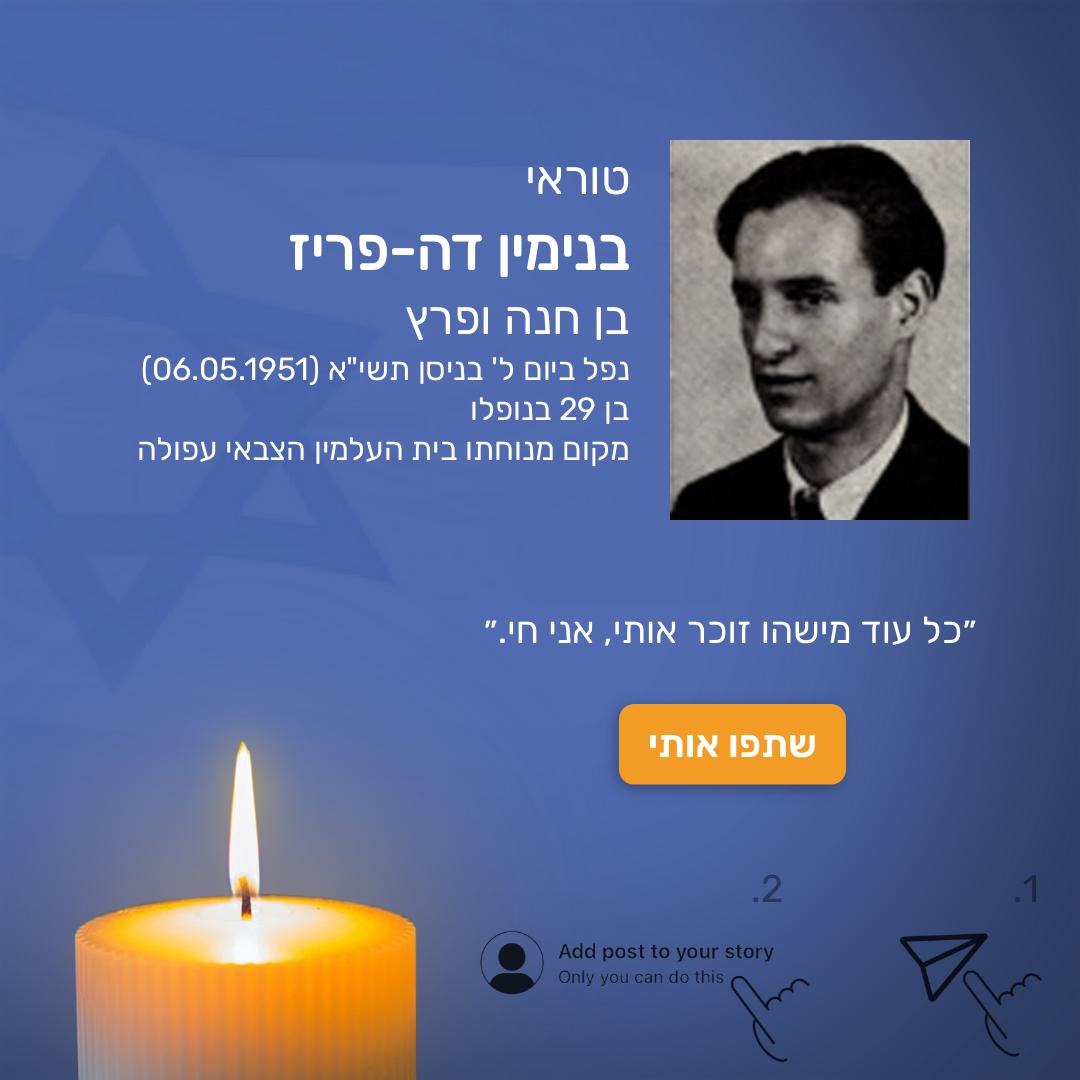 טוראי
בנימין דה-פריז
בן חנה ופרץ
נפל ביום ל' בניסן תשי"א (06.05.1951)
בן 29 בנופלו
מקום מנוחתו בית העלמין הצבאי עפולה
״כל עוד מישהו זוכר אותי, אני חי.״
שתפו אותי
1.
2.
Add post to your story
Only you can do this